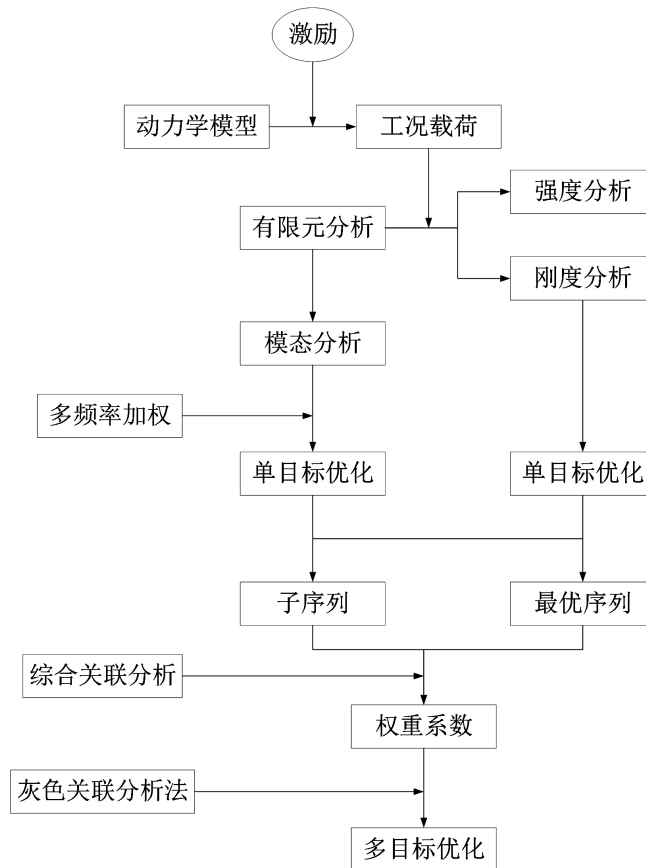 激励
动力学模型
工况载荷
强度分析
有限元分析
刚度分析
模态分析
多频率加权
单目标优化
单目标优化
子序列
最优序列
综合关联分析
权重系数
灰色关联分析法
多目标优化